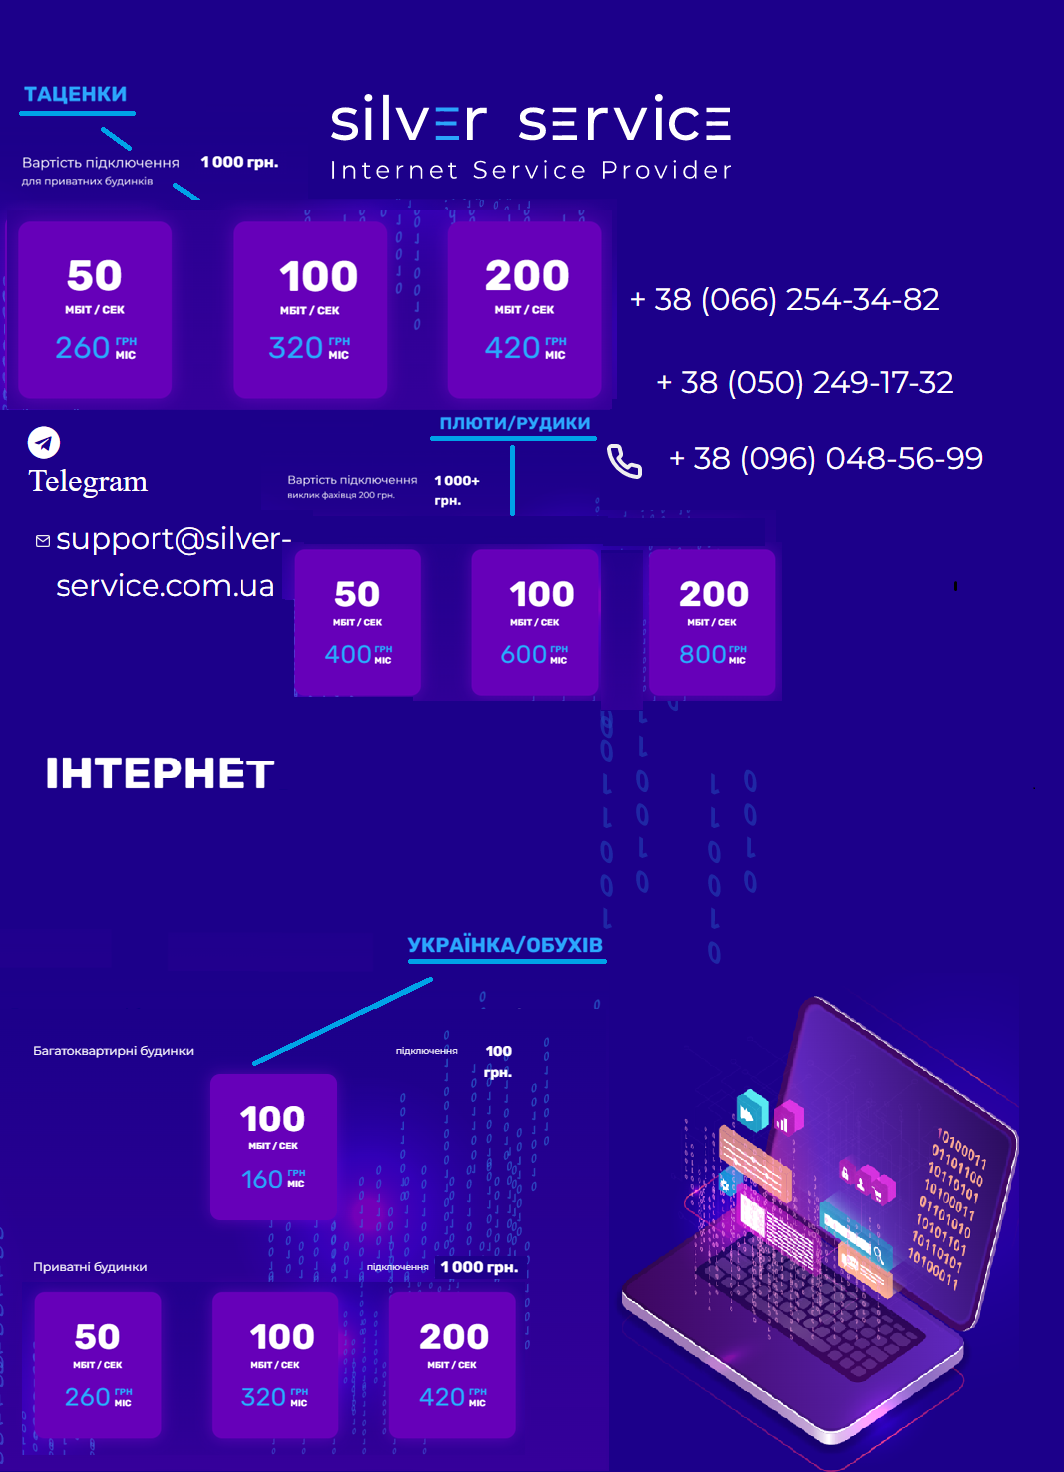 ТАЦЕНКИ
silver service
Internet Service Provider
Вартість підключення 1 000 грн.
для приватних будинків
50
МБІТ / СЕК
260 ГРН
МІС
100
МБІТ / СЕК
320 ГРН
МІС
200
МБІТ / СЕК
420 ГРН
МІС
+ 38 (066) 254-34-82
+ 38 (050) 249-17-32
+ 38 (096) 048-56-99
Telegram
support@silver-
service.com.ua
ПЛЮТИ/РУДИКИ
Вартість підключення 1 000+
виклик фахівця 200 грн. грн.
50
МБІТ / СЕК
400 ГРН
МІС
100
МБІТ / СЕК
600 ГРН
МІС
200
МБІТ / СЕК
800 ГРН
МІС
ІНТЕРНЕТ
УКРАЇНКА/ОБУХІВ
Багатоквартирні будинки підключення 100
грн.
100
МБІТ / СЕК
160 ГРН
МІС
Приватні будинки підключення 1 000 грн.
50
МБІТ / СЕК
260 ГРН
МІС
100
МБІТ / СЕК
320 ГРН
МІС
200
МБІТ / СЕК
420 ГРН
МІС
10100011
01101100
10110101
10100011
01101010
10101101
10110101
10100011